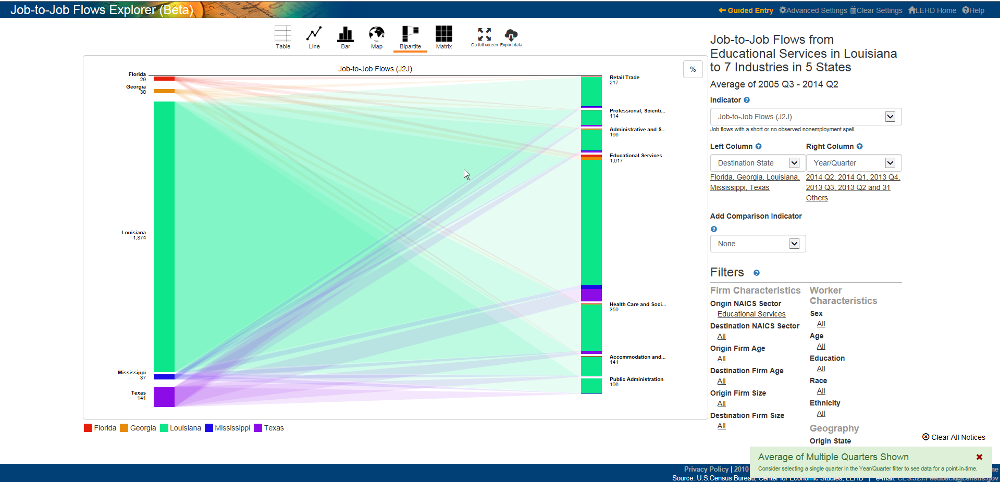 Job-to-Job Flows Explorer (Beta)
Guided Entry Advanced Settings Clear Settings LEHD Home Help
Table Line Bar Map Bipartite Matrix Go full screen Export data
Job-to-Job Flows (J2J)
%
Florida
29
Georgia
30
Louisiana
1,874
Mississippi
37
Texas
141
Retail Trade
217
Professional, Scienti...
114
Administrative and S...
166
Educational Services
1,017
Health Care and Soci...
350
Accommodation and...
141
Public Administration
106
Florida Georgia Louisiana Mississippi Texas
Job-to-Job Flows from
Educational Services in Louisiana
to 7 Industries in 5 States
Average of 2005 Q3 - 2014 Q2
Indicator
Job-to-Job Flows (J2J)
Job flows with a short or no observed nonemployment spell
Left Column Right Column
Destination State Year/Quarter
Florida, Georgia, Louisiana,
Mississippi, Texas
2014 Q2, 2014 Q1, 2013 Q4,
2013 Q3, 2013 Q2 and 31
Others
Add Comparison Indicator
None
Filters
Firm Characteristics
Origin NAICS Sector
Educational Services
Destination NAICS Sector
All
Origin Firm Age
All
Destination Firm Age
All
Origin Firm Size
All
Destination Firm Size
All
Worker
Characteristics
Sex
All
Age
All
Education
All
Race
All
Ethnicity
All
Geography
Origin State
Clear All Notices
Average of Multiple Quarters Shown
Consider selecting a single quarter in the Year/Quarter filter to see data for a point-in-time.
Privacy Policy | 2010
Source: U.S.Census Bureau, Center for Economic Studies, LEHD | e-mail: CES.J2J.Feedback@census.gov